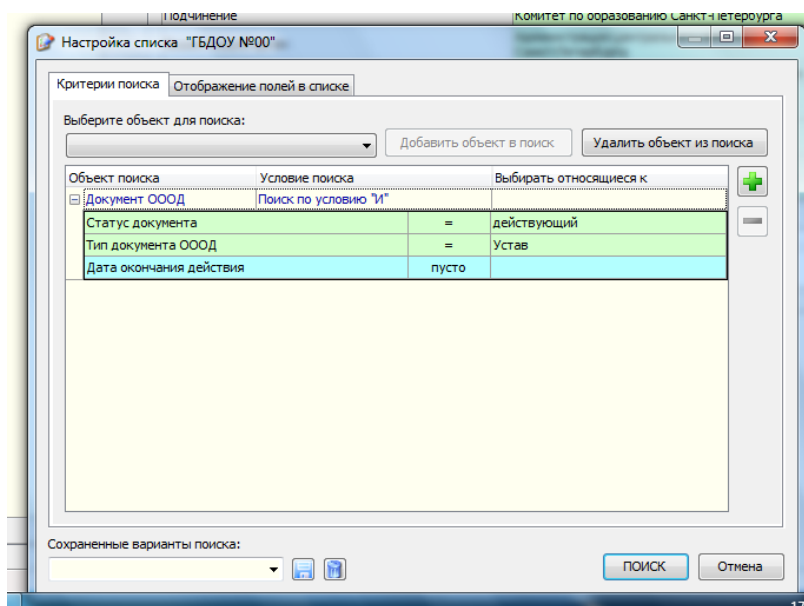 Подчинение Комитет по образованию Санкт-Петербурга
Настройка списка "ГБДОУ №00"
Критерии поиска Отображение полей в списке
Выберите объект для поиска:
Добавить объект в поиск Удалить объект из поиска
Объект поиска Условие поиска Выбирать относящиеся к
Документ ОООД Поиск по условию "И"
Статус документа = действующий
Тип документа ОООД = Устав
Дата окончания действия пусто
Сохраненные варианты поиска:
ПОИСК Отмена